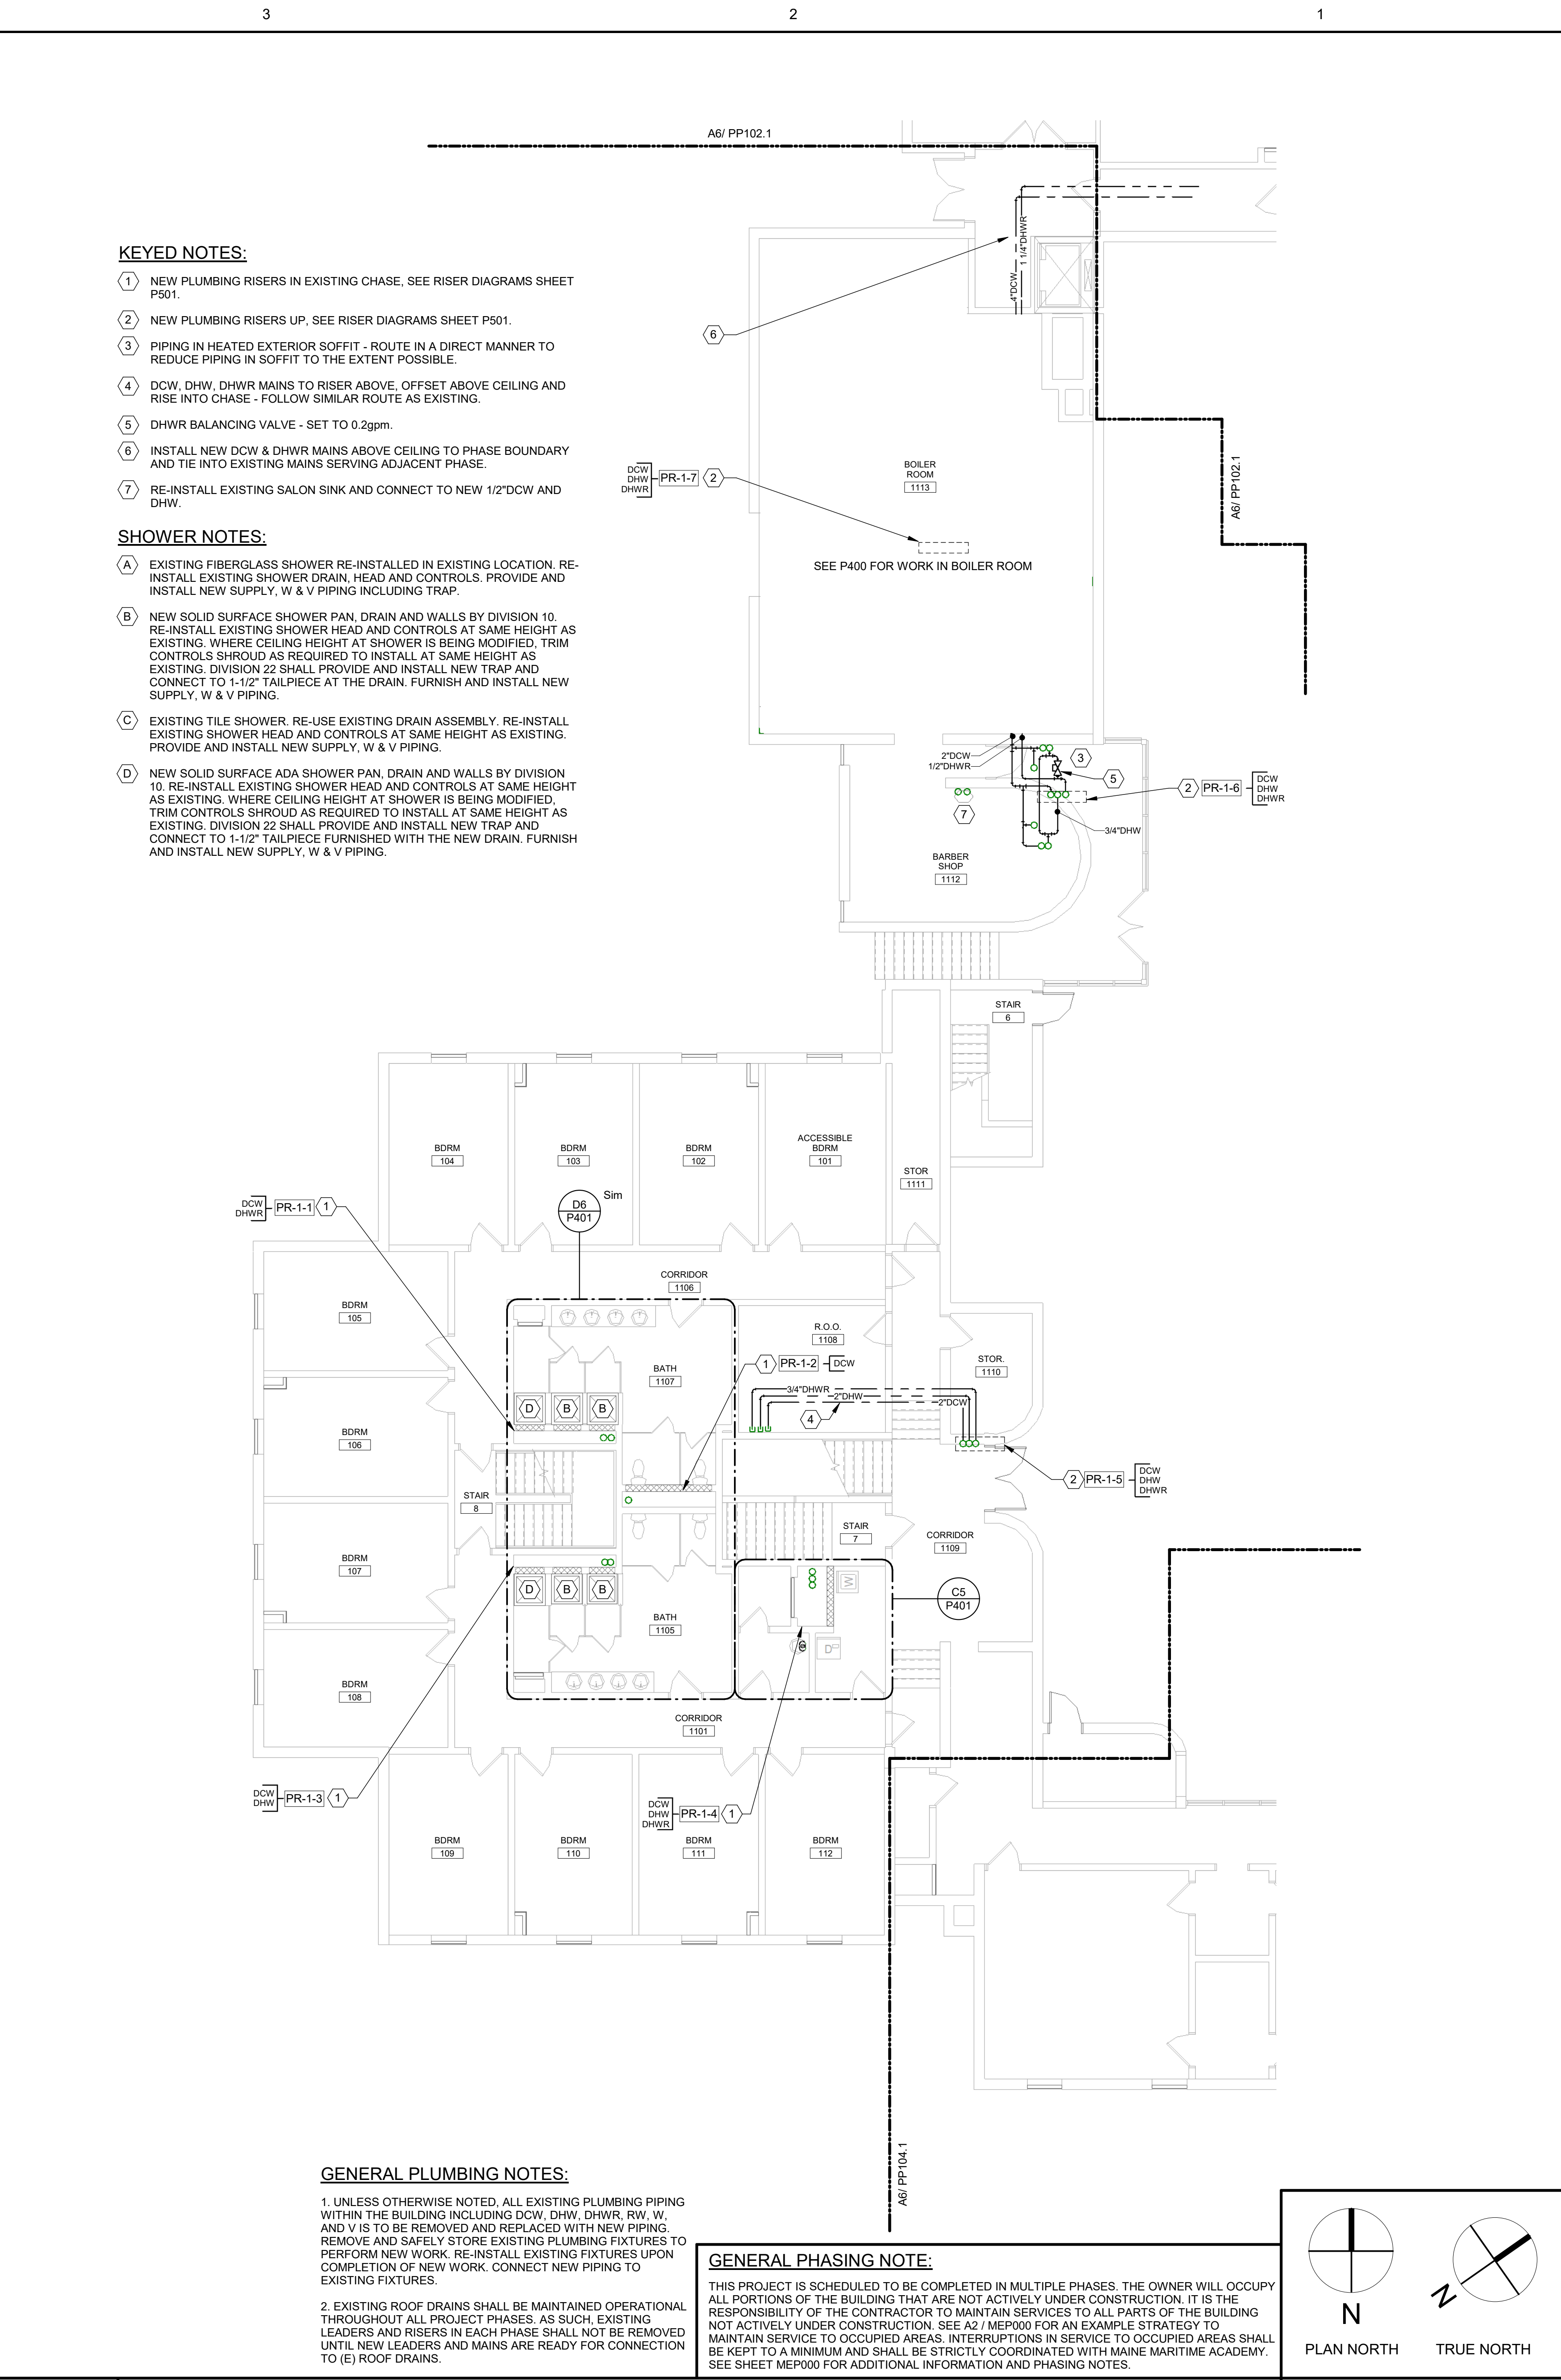 3
2
1
A6/ PP102.1
KEYED NOTES:
1 NEW PLUMBING RISERS IN EXISTING CHASE, SEE RISER DIAGRAMS SHEET
P501.
2 NEW PLUMBING RISERS UP, SEE RISER DIAGRAMS SHEET P501.
3 PIPING IN HEATED EXTERIOR SOFFIT - ROUTE IN A DIRECT MANNER TO
REDUCE PIPING IN SOFFIT TO THE EXTENT POSSIBLE.
4 DCW, DHW, DHWR MAINS TO RISER ABOVE, OFFSET ABOVE CEILING AND
RISE INTO CHASE - FOLLOW SIMILAR ROUTE AS EXISTING.
5 DHWR BALANCING VALVE - SET TO 0.2gpm.
6 INSTALL NEW DCW & DHWR MAINS ABOVE CEILING TO PHASE BOUNDARY
AND TIE INTO EXISTING MAINS SERVING ADJACENT PHASE.
7 RE-INSTALL EXISTING SALON SINK AND CONNECT TO NEW 1/2"DCW AND
DHW.
SHOWER NOTES:
A EXISTING FIBERGLASS SHOWER RE-INSTALLED IN EXISTING LOCATION. RE-
INSTALL EXISTING SHOWER DRAIN, HEAD AND CONTROLS. PROVIDE AND
INSTALL NEW SUPPLY, W & V PIPING INCLUDING TRAP.
B NEW SOLID SURFACE SHOWER PAN, DRAIN AND WALLS BY DIVISION 10.
RE-INSTALL EXISTING SHOWER HEAD AND CONTROLS AT SAME HEIGHT AS
EXISTING. WHERE CEILING HEIGHT AT SHOWER IS BEING MODIFIED, TRIM
CONTROLS SHROUD AS REQUIRED TO INSTALL AT SAME HEIGHT AS
EXISTING. DIVISION 22 SHALL PROVIDE AND INSTALL NEW TRAP AND
CONNECT TO 1-1/2" TAILPIECE AT THE DRAIN. FURNISH AND INSTALL NEW
SUPPLY, W & V PIPING.
C EXISTING TILE SHOWER. RE-USE EXISTING DRAIN ASSEMBLY. RE-INSTALL
EXISTING SHOWER HEAD AND CONTROLS AT SAME HEIGHT AS EXISTING.
PROVIDE AND INSTALL NEW SUPPLY, W & V PIPING.
D NEW SOLID SURFACE ADA SHOWER PAN, DRAIN AND WALLS BY DIVISION
10. RE-INSTALL EXISTING SHOWER HEAD AND CONTROLS AT SAME HEIGHT
AS EXISTING. WHERE CEILING HEIGHT AT SHOWER IS BEING MODIFIED,
TRIM CONTROLS SHROUD AS REQUIRED TO INSTALL AT SAME HEIGHT AS
EXISTING. DIVISION 22 SHALL PROVIDE AND INSTALL NEW TRAP AND
CONNECT TO 1-1/2" TAILPIECE FURNISHED WITH THE NEW DRAIN. FURNISH
AND INSTALL NEW SUPPLY, W & V PIPING.
1 1/4"DHWR
4"DCW
6
DCW
DHW
DHWR
PR-1-7 2
BOILER
ROOM
1113
A6/ PP102.1
SEE P400 FOR WORK IN BOILER ROOM
2"DCW
1/2"DHWR
3
5
7
2 PR-1-6
DCW
DHW
DHWR
3/4"DHW
BARBER
SHOP
1112
STAIR
6
BDRM
104
BDRM
103
BDRM
102
ACCESSIBLE
BDRM
101
STOR
1111
D6
P401
Sim
DCW
DHWR
PR-1-1 1
CORRIDOR
1106
BDRM
105
R.O.O.
1108
STOR.
1110
1 PR-1-2 DCW
BATH
1107
3/4"DHWR
2"DHW
2"DCW
4
D B B
BDRM
106
2 PR-1-5
DCW
DHW
DHWR
STAIR
8
STAIR
7
CORRIDOR
1109
BDRM
107
D B B
W
C5
P401
BATH
1105
D
BDRM
108
CORRIDOR
1101
DCW
DHW
PR-1-3 1
DCW
DHW
DHWR
PR-1-4 1
BDRM
109
BDRM
110
BDRM
111
BDRM
112
A6/ PP104.1
GENERAL PLUMBING NOTES:
1. UNLESS OTHERWISE NOTED, ALL EXISTING PLUMBING PIPING
WITHIN THE BUILDING INCLUDING DCW, DHW, DHWR, RW, W,
AND V IS TO BE REMOVED AND REPLACED WITH NEW PIPING.
REMOVE AND SAFELY STORE EXISTING PLUMBING FIXTURES TO
PERFORM NEW WORK. RE-INSTALL EXISTING FIXTURES UPON
COMPLETION OF NEW WORK. CONNECT NEW PIPING TO
EXISTING FIXTURES.
2. EXISTING ROOF DRAINS SHALL BE MAINTAINED OPERATIONAL
THROUGHOUT ALL PROJECT PHASES. AS SUCH, EXISTING
LEADERS AND RISERS IN EACH PHASE SHALL NOT BE REMOVED
UNTIL NEW LEADERS AND MAINS ARE READY FOR CONNECTION
TO (E) ROOF DRAINS.
GENERAL PHASING NOTE:
THIS PROJECT IS SCHEDULED TO BE COMPLETED IN MULTIPLE PHASES. THE OWNER WILL OCCUPY
ALL PORTIONS OF THE BUILDING THAT ARE NOT ACTIVELY UNDER CONSTRUCTION. IT IS THE
RESPONSIBILITY OF THE CONTRACTOR TO MAINTAIN SERVICES TO ALL PARTS OF THE BUILDING
NOT ACTIVELY UNDER CONSTRUCTION. SEE A2 / MEP000 FOR AN EXAMPLE STRATEGY TO
MAINTAIN SERVICE TO OCCUPIED AREAS. INTERRUPTIONS IN SERVICE TO OCCUPIED AREAS SHALL
BE KEPT TO A MINIMUM AND SHALL BE STRICTLY COORDINATED WITH MAINE MARITIME ACADEMY.
SEE SHEET MEP000 FOR ADDITIONAL INFORMATION AND PHASING NOTES.
N
PLAN NORTH
N
TRUE NORTH